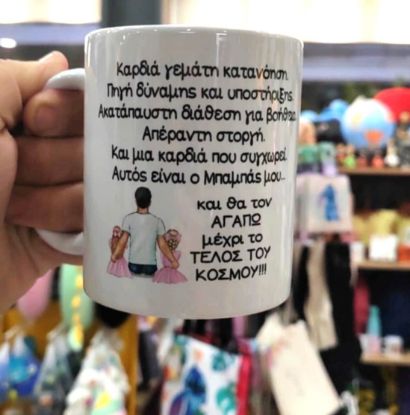 Καρδιά γεμάτη κατανόηση.
Πηγή δύναμης και υποστήριξης.
Ακατάπαυστη διάθεση για βοήθεια.
Απέραντη στοργή.
Και μια καρδιά που συγχωρεί.
Αυτός είναι ο Μπαμπάς μου...
και θα τον
ΑΓΑΠΩ
μέχρι το
ΤΕΛΟΣ ΤΟΥ
ΚΟΣΜΟΥ!!!